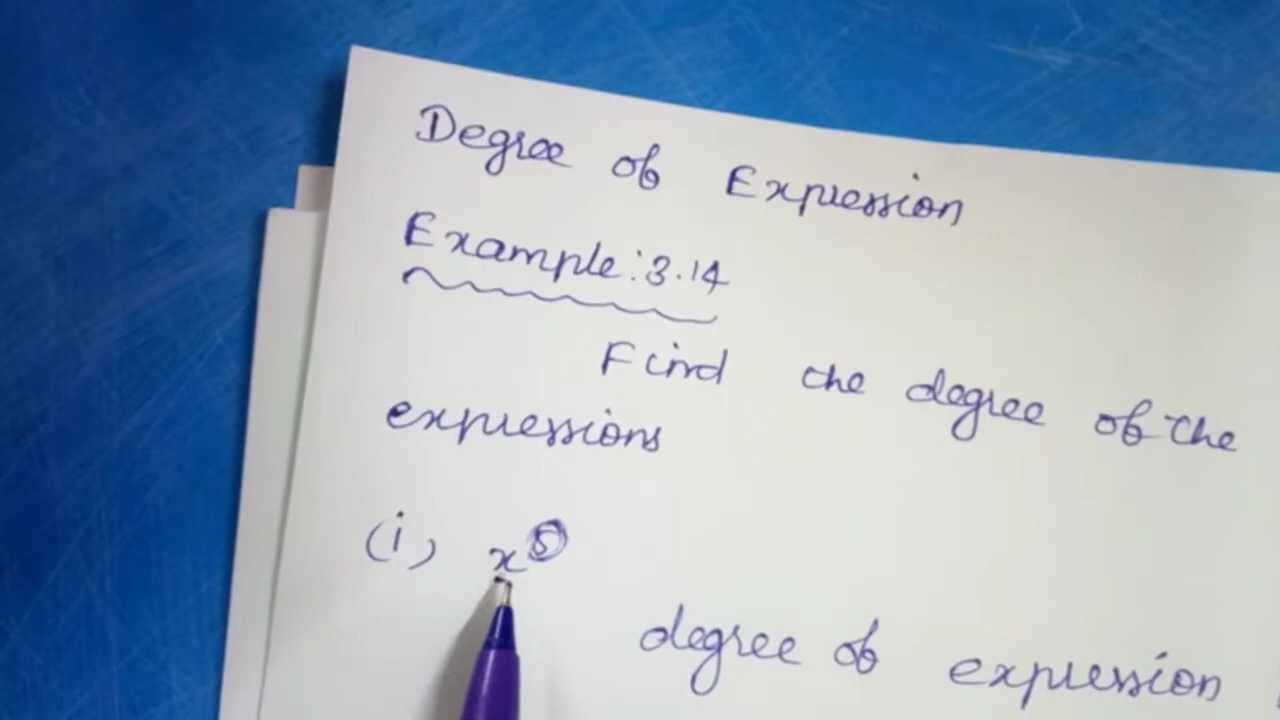 Degree of Expression
Example: 3.14
Find the degree of the
expressions
(i) x⁵
degree of expression